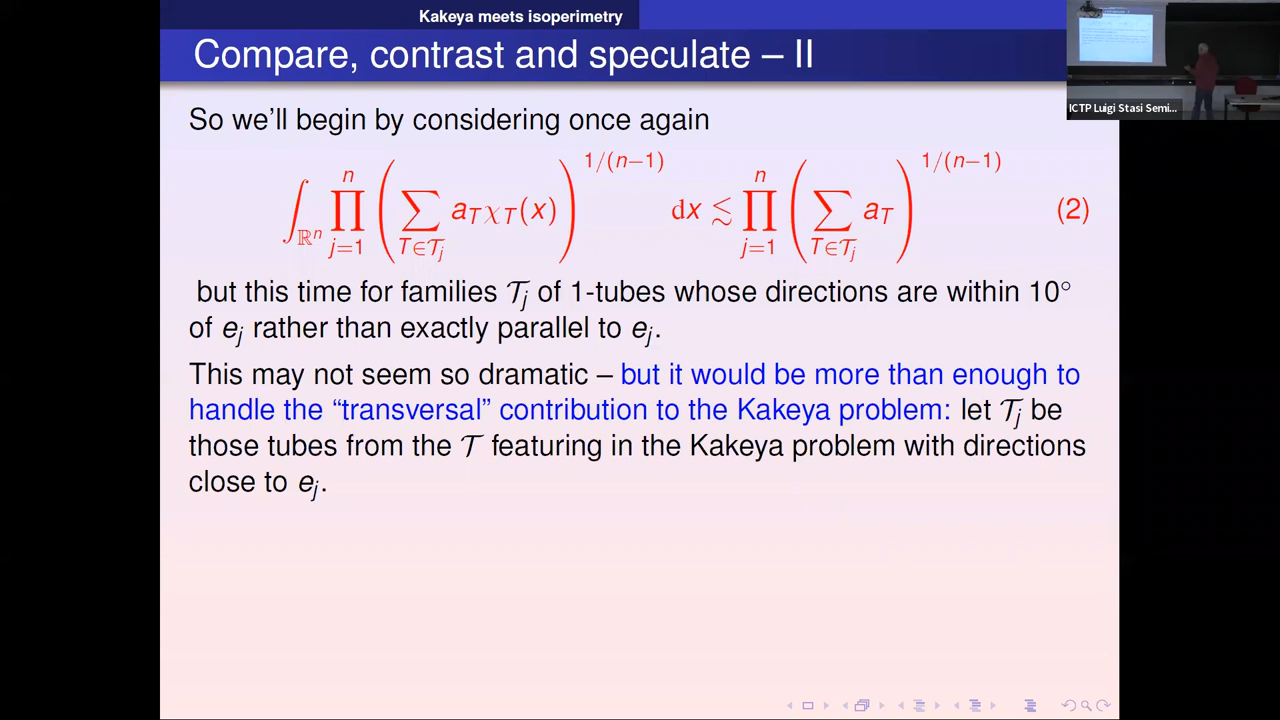 Kakeya meets isoperimetry
Compare, contrast and speculate – II
ICTP Luigi Stasi Semi...
So we'll begin by considering once again
∫_{ℝⁿ} ∏_{j=1}^{n} ( ∑_{T∈𝒯_j} a_T χ_T(x) )^{1/(n−1)} dx ≲ ∏_{j=1}^{n} ( ∑_{T∈𝒯_j} a_T )^{1/(n−1)} (2)
but this time for families 𝒯_j of 1-tubes whose directions are within 10°
of e_j rather than exactly parallel to e_j.
This may not seem so dramatic – but it would be more than enough to
handle the "transversal" contribution to the Kakeya problem: let 𝒯_j be
those tubes from the 𝒯 featuring in the Kakeya problem with directions
close to e_j.